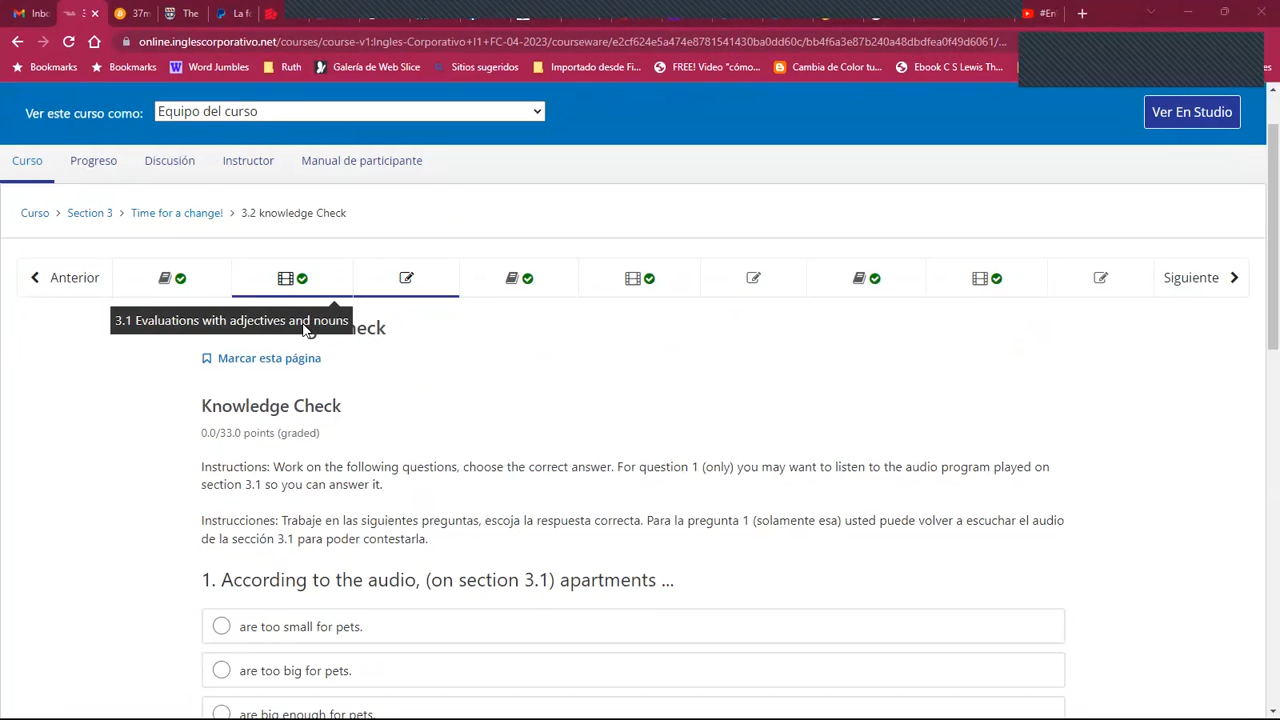 Inb
37m
The
La f
#En
online.inglescorporativo.net/courses/course-v1:Ingles-Corporativo+I1+FC-04-2023/courseware/e2cf624e5a474e8781541430ba0dd60c/bb4f6a3e87b240a48dbdfea0f49d6061/...
Bookmarks Bookmarks Word Jumbles Ruth Galería de Web Slice Sitios sugeridos Importado desde Fi... FREE! Video "cómo... Cambia de Color tu... Ebook C S Lewis Th...
Ver este curso como: Equipo del curso Ver En Studio
Curso Progreso Discusión Instructor Manual de participante
Curso > Section 3 > Time for a change! > 3.2 knowledge Check
Anterior Siguiente
3.1 Evaluations with adjectives and nouns
Marcar esta página
Knowledge Check
0.0/33.0 points (graded)
Instructions: Work on the following questions, choose the correct answer. For question 1 (only) you may want to listen to the audio program played on
section 3.1 so you can answer it.
Instrucciones: Trabaje en las siguientes preguntas, escoja la respuesta correcta. Para la pregunta 1 (solamente esa) usted puede volver a escuchar el audio
de la sección 3.1 para poder contestarla.
1. According to the audio, (on section 3.1) apartments ...
are too small for pets.
are too big for pets.
are big enough for pets.